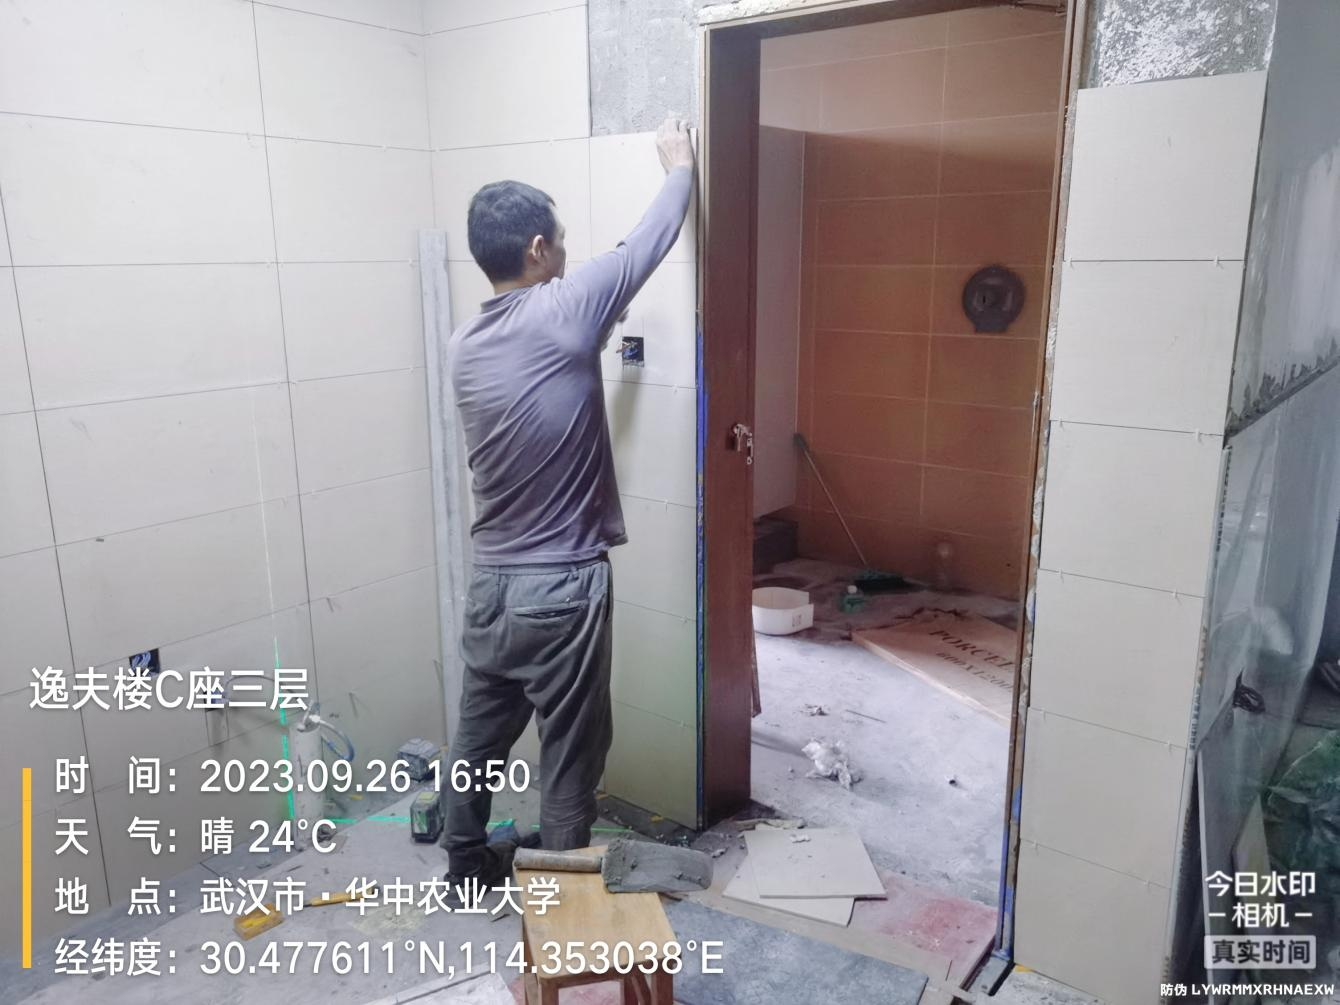 PORCEL
600X1200
逸夫楼C座三层
时 间：2023.09.26 16:50
天 气：晴 24℃
地 点：武汉市·华中农业大学
经纬度：30.477611°N,114.353038°E
今日水印
-相机-
真实时间
防伪 LYWRMMXRHNAEXW